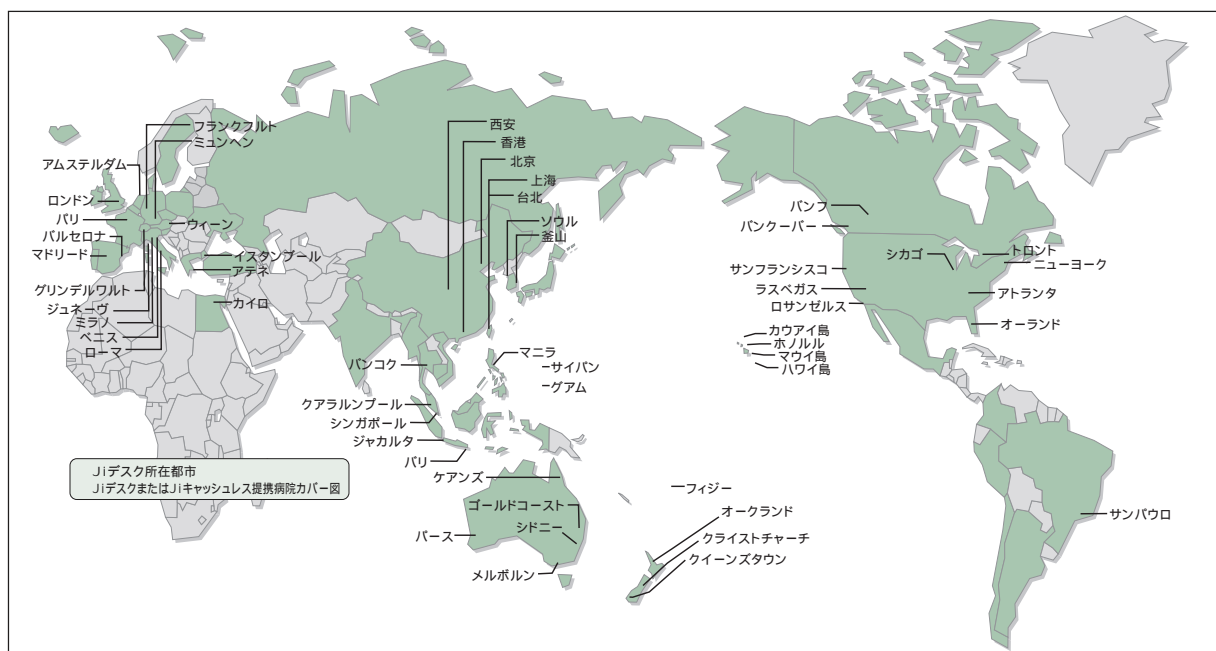 フランクフルト
ミュンヘン
アムステルダム
ロンドン
パリ
ウィーン
バルセロナ
マドリード
イスタンブール
アテネ
グリンデルワルト
カイロ
ジュネーヴ
ミラノ
ベニス
ローマ
西安
香港
北京
上海
台北
ソウル
釜山
マニラ
サイパン
グアム
バンコク
クアラルンプール
シンガポール
ジャカルタ
バリ
Jiデスク所在都市
JiデスクまたはJiキャッシュレス提携病院カバー図
ケアンズ
ゴールドコースト
シドニー
パース
メルボルン
フィジー
オークランド
クライストチャーチ
クイーンズタウン
バンフ
バンクーバー
シカゴ
トロント
ニューヨーク
サンフランシスコ
ラスベガス
ロサンゼルス
アトランタ
オーランド
カウアイ島
ホノルル
マウイ島
ハワイ島
サンパウロ